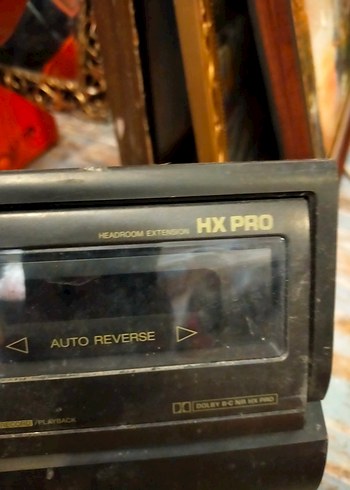 HEADROOM EXTENSION HX PRO
AUTO REVERSE
DOLBY B-C NR HX PRO
/PLAYBACK